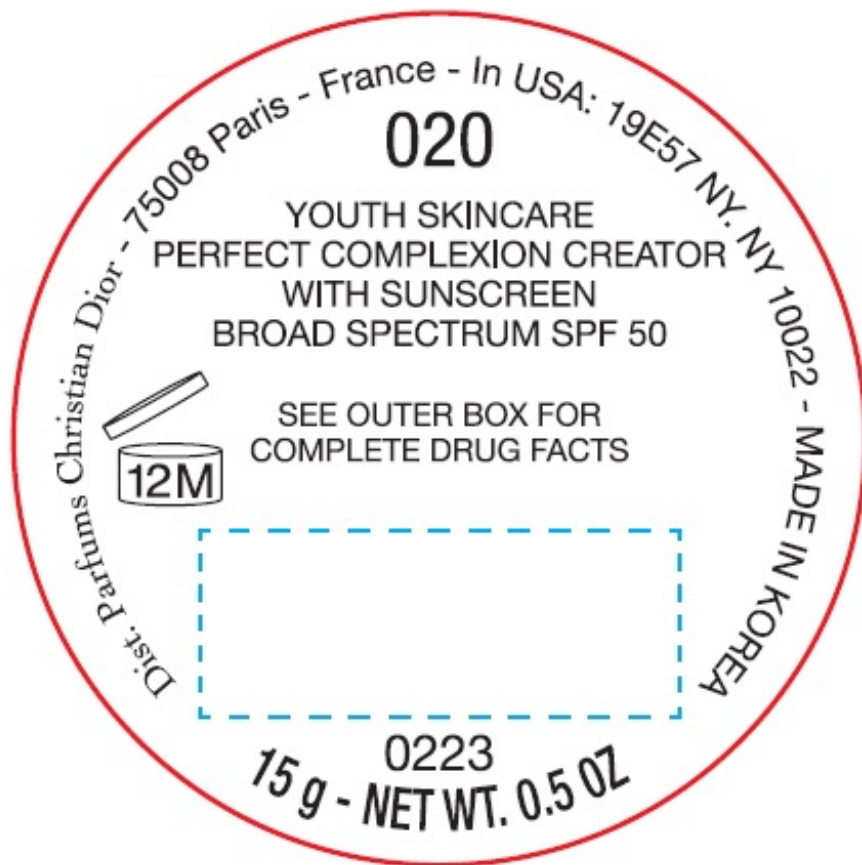 Dist. Parfums Christian Dior - 75008 Paris - France - In USA: 19E57 NY. NY 10022 - MADE IN KOREA
020
YOUTH SKINCARE
PERFECT COMPLEXION CREATOR
WITH SUNSCREEN
BROAD SPECTRUM SPF 50
SEE OUTER BOX FOR
COMPLETE DRUG FACTS
12M
0223
15 g - NET WT. 0.5 OZ